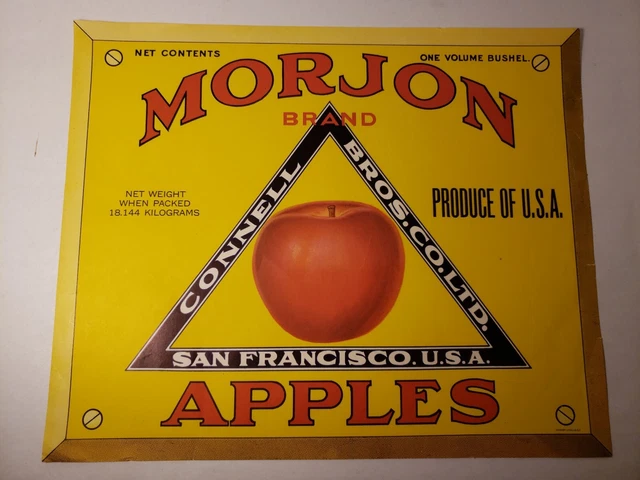 NET CONTENTS
ONE VOLUME BUSHEL.
MORJON
BRAND
CONNELL
BROS.CO.LTD.
NET WEIGHT
WHEN PACKED
18.144 KILOGRAMS
PRODUCE OF U.S.A.
SAN FRANCISCO.U.S.A.
APPLES